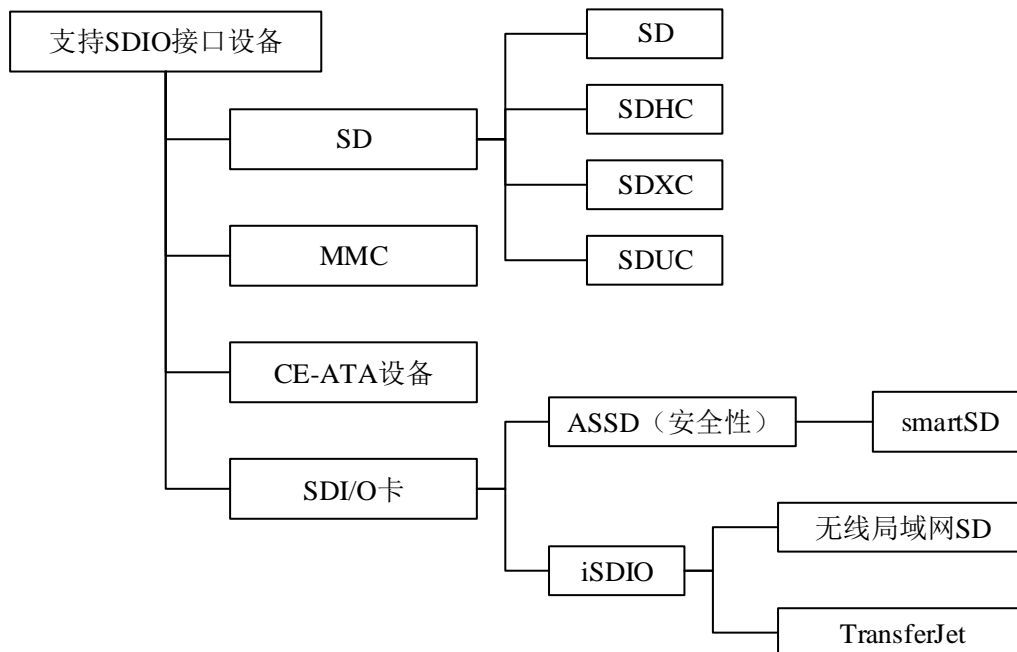 支持SDIO接口设备
SD
SD
SDHC
SDXC
SDUC
MMC
CE-ATA设备
SDI/O卡
ASSD（安全性）
smartSD
iSDIO
无线局域网SD
TransferJet